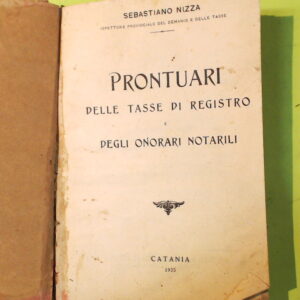 SEBASTIANO NIZZA
ISPETTORE PROVINCIALE DEL DEMANIO E DELLE TASSE
PRONTUARI
DELLE TASSE DI REGISTRO
E
DEGLI ONORARI NOTARILI
CATANIA
1925